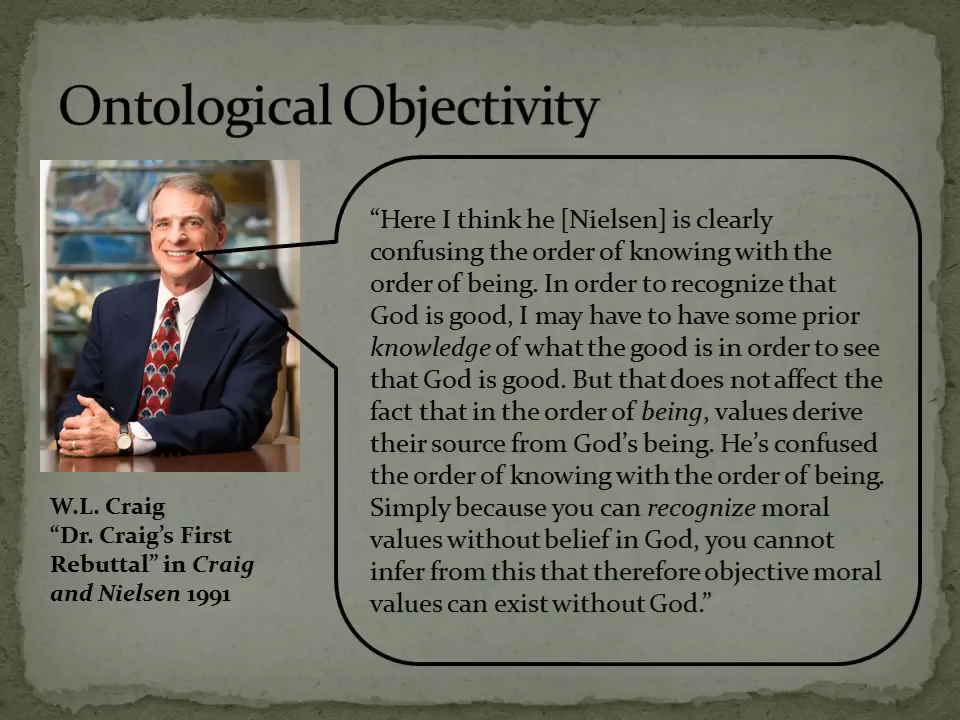 Ontological Objectivity
“Here I think he [Nielsen] is clearly
confusing the order of knowing with the
order of being. In order to recognize that
God is good, I may have to have some prior
knowledge of what the good is in order to see
that God is good. But that does not affect the
fact that in the order of being, values derive
their source from God’s being. He’s confused
the order of knowing with the order of being.
Simply because you can recognize moral
values without belief in God, you cannot
infer from this that therefore objective moral
values can exist without God.”
W.L. Craig
“Dr. Craig’s First
Rebuttal” in Craig
and Nielsen 1991